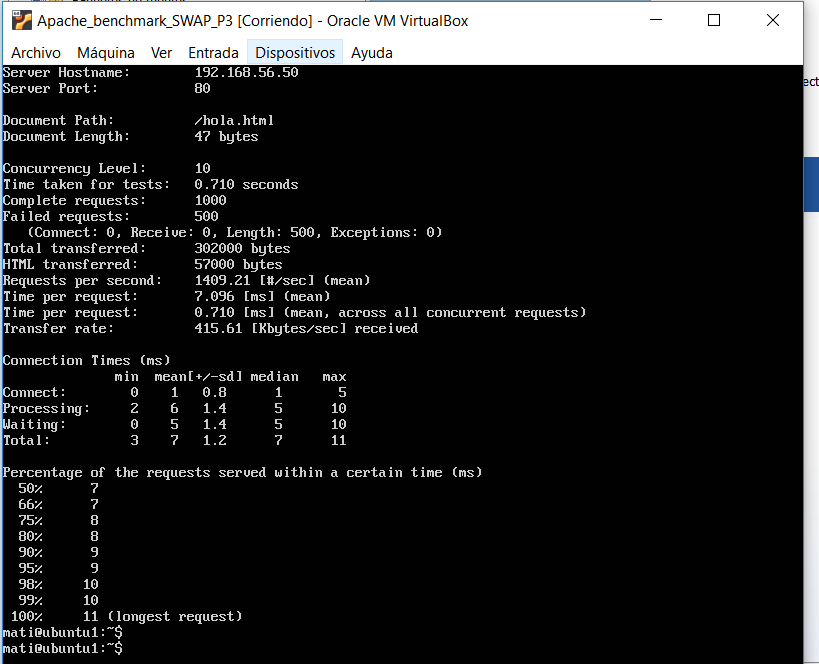 Apache_benchmark_SWAP_P3 [Corriendo] - Oracle VM VirtualBox
Archivo Máquina Ver Entrada Dispositivos Ayuda
Server Hostname: 192.168.56.50
Server Port: 80
Document Path: /hola.html
Document Length: 47 bytes
Concurrency Level: 10
Time taken for tests: 0.710 seconds
Complete requests: 1000
Failed requests: 500
(Connect: 0, Receive: 0, Length: 500, Exceptions: 0)
Total transferred: 302000 bytes
HTML transferred: 57000 bytes
Requests per second: 1409.21 [#/sec] (mean)
Time per request: 7.096 [ms] (mean)
Time per request: 0.710 [ms] (mean, across all concurrent requests)
Transfer rate: 415.61 [Kbytes/sec] received
Connection Times (ms)
min mean[+/-sd] median max
Connect: 0 1 0.8 1 5
Processing: 2 6 1.4 5 10
Waiting: 0 5 1.4 5 10
Total: 3 7 1.2 7 11
Percentage of the requests served within a certain time (ms)
50% 7
66% 7
75% 8
80% 8
90% 9
95% 9
98% 10
99% 10
100% 11 (longest request)
mati@ubuntu1:~$
mati@ubuntu1:~$